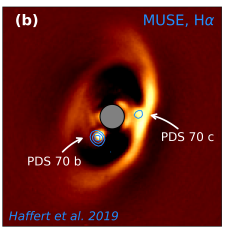 (b) MUSE, Hα
PDS 70 c
PDS 70 b
Haffert et al. 2019